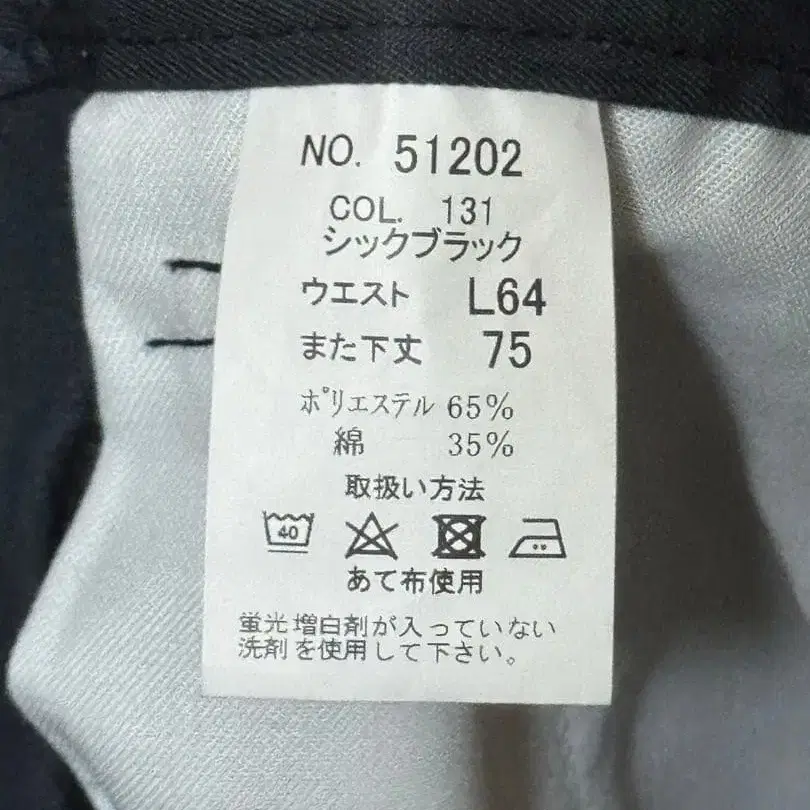 NO. 51202
COL. 131
シックブラック
ウエスト L64
また下丈 75
ポリエステル 65%
綿 35%
取扱い方法
40
あて布使用
蛍光増白剤が入っていない
洗剤を使用して下さい。